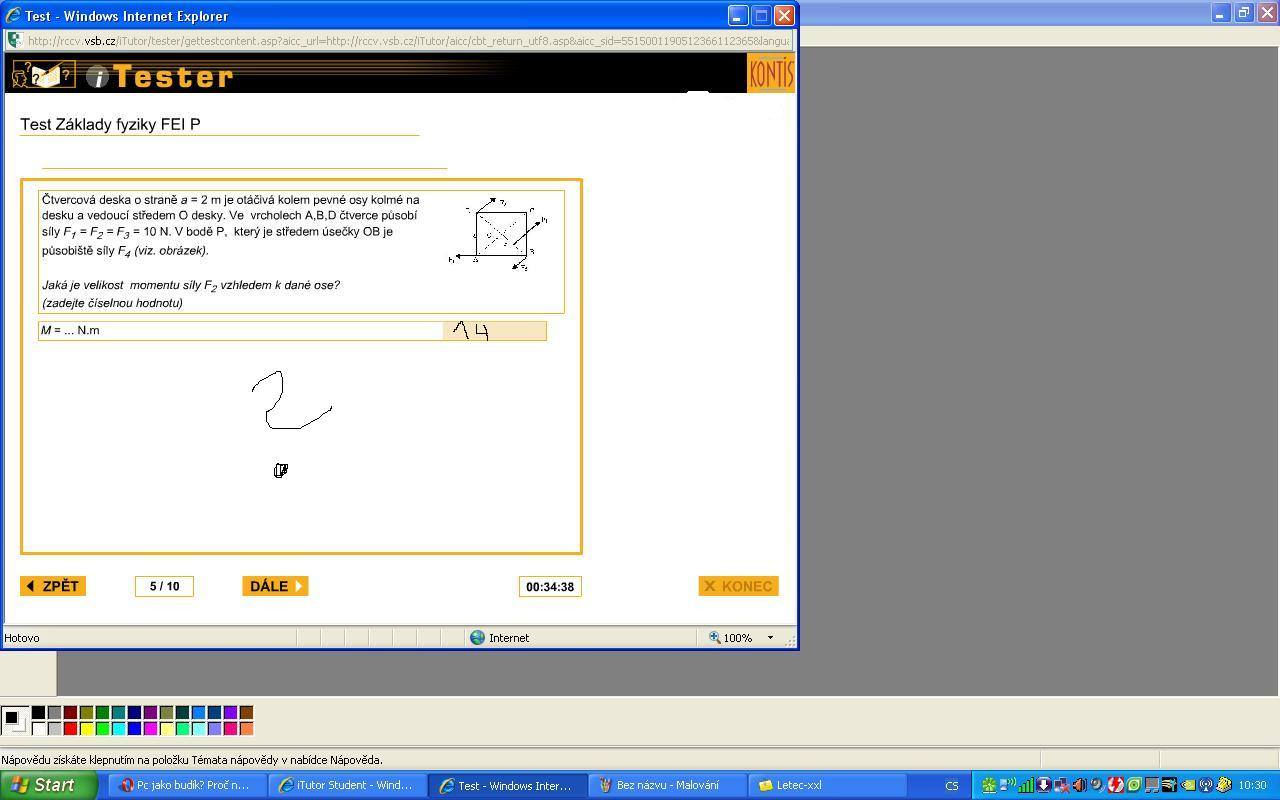 Test - Windows Internet Explorer
http://rccv.vsb.cz/iTutor/tester/gettestcontent.asp?aicc_url=http://rccv.vsb.cz/iTutor/aicc/cbt_return_utf8.asp&aicc_sid=55150011905123661123​65&langua
i Tester
KONTIS
Test Základy fyziky FEI P
Čtvercová deska o straně a = 2 m je otáčivá kolem pevné osy kolmé na
desku a vedoucí středem O desky. Ve vrcholech A,B,D čtverce působí
síly F1 = F2 = F3 = 10 N. V bodě P, který je středem úsečky OB je
působiště síly F4 (viz. obrázek).
Jaká je velikost momentu síly F2 vzhledem k dané ose?
(zadejte číselnou hodnotu)
M = ... N.m
14
2
ZPĚT
5 / 10
DÁLE
00:34:38
X KONEC
Hotovo
Internet
100%
Nápovědu získáte klepnutím na položku Témata nápovědy v nabídce Nápověda.
Start
Pc jako budík? Proč n...
iTutor Student - Wind...
Test - Windows Inter...
Bez názvu - Malování
Letec-xxl
CS
10:30